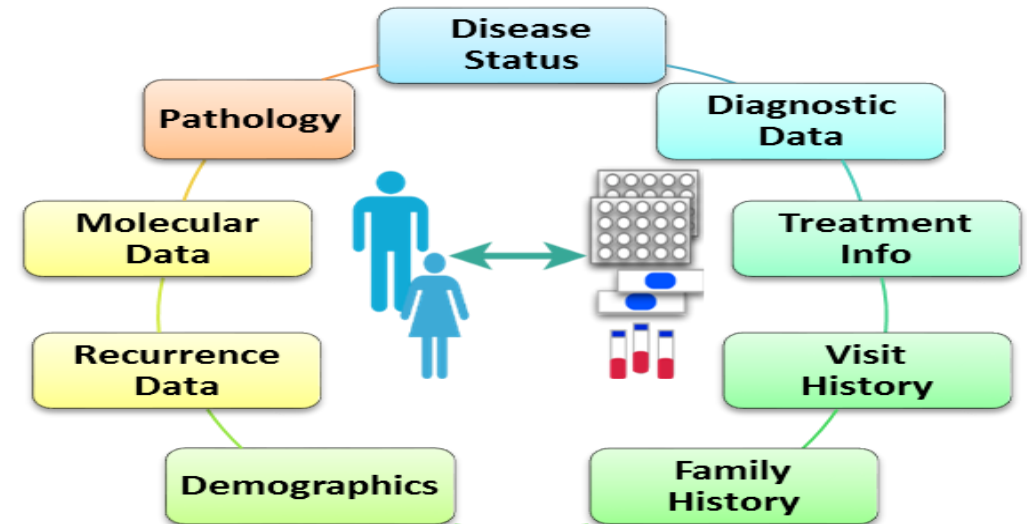 Disease
Status
Pathology
Diagnostic
Data
Molecular
Data
Treatment
Info
Recurrence
Data
Visit
History
Demographics
Family
History